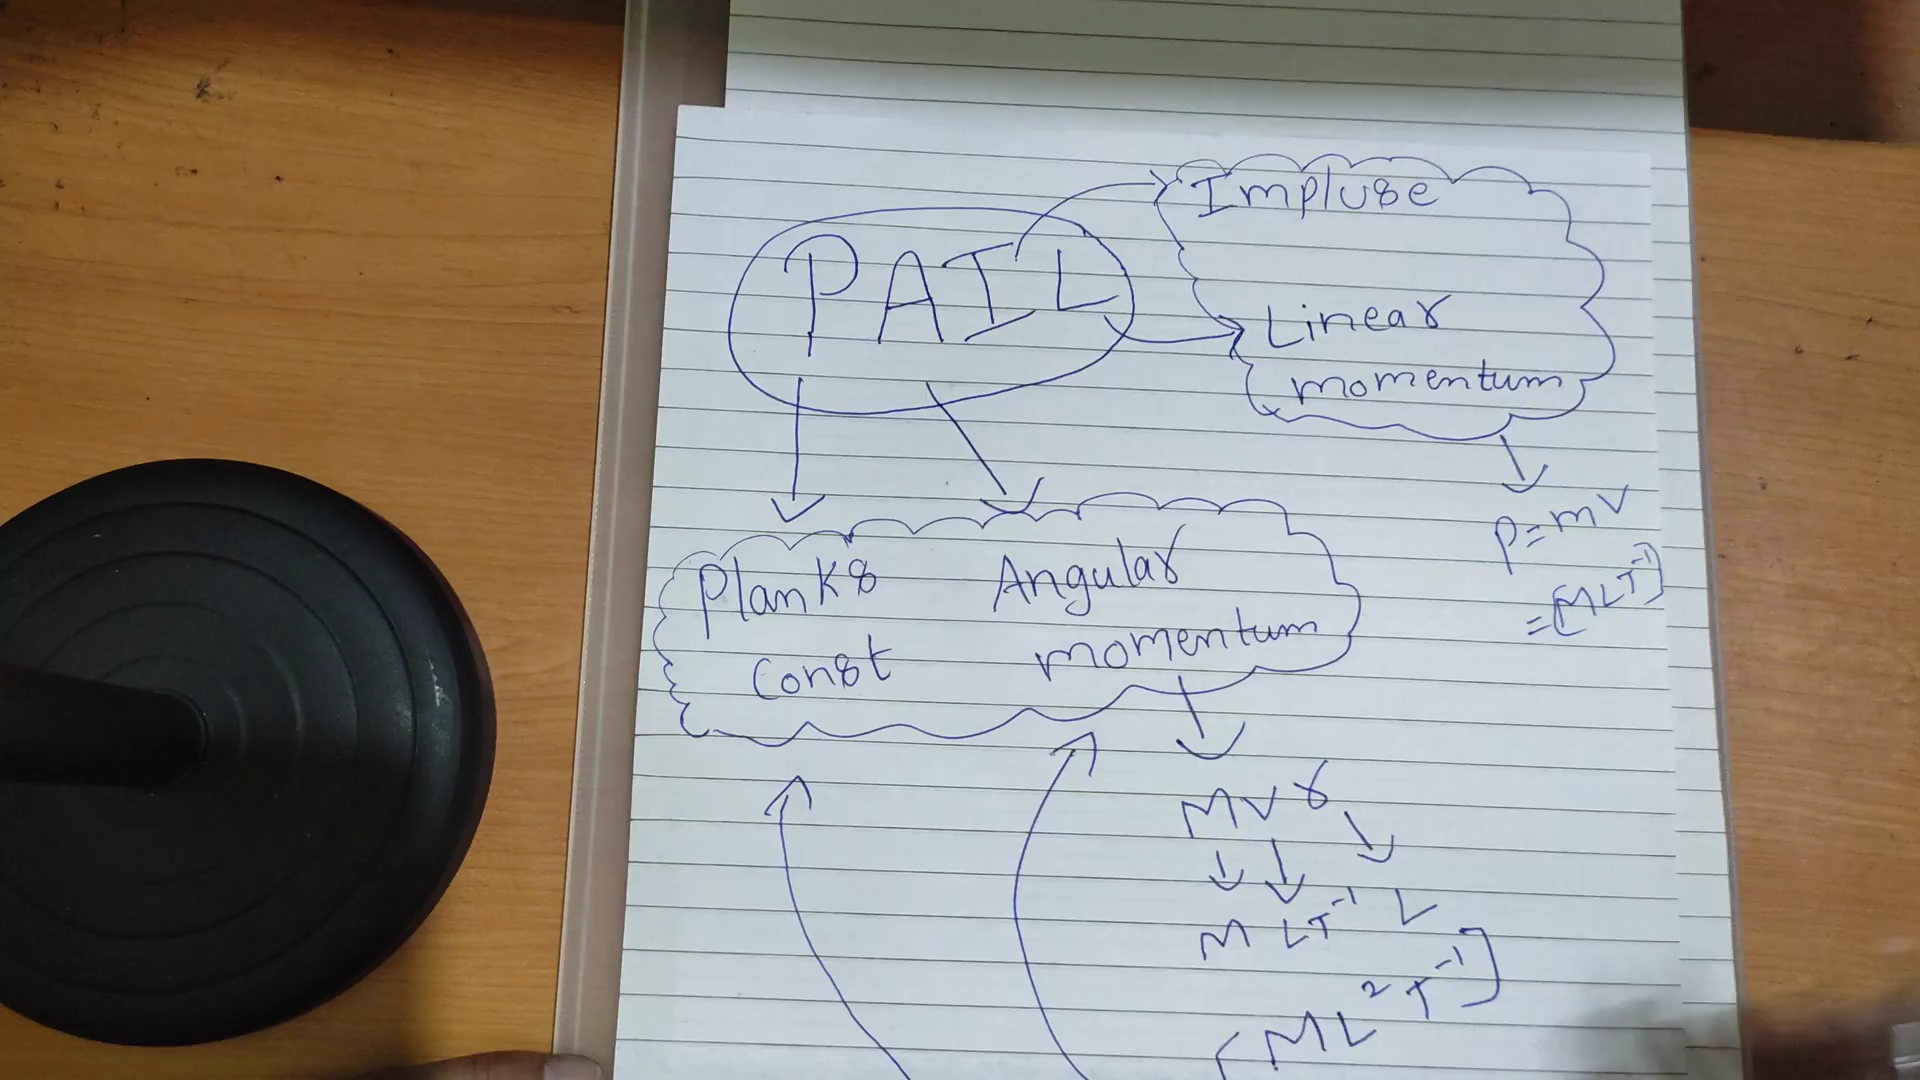 PAIL
Impluse
Linear
momentum
P=mv
=[MLT⁻¹]
Planks
Const
Angular
momentum
Mvr
M LT⁻¹ L
[ML²T⁻¹]